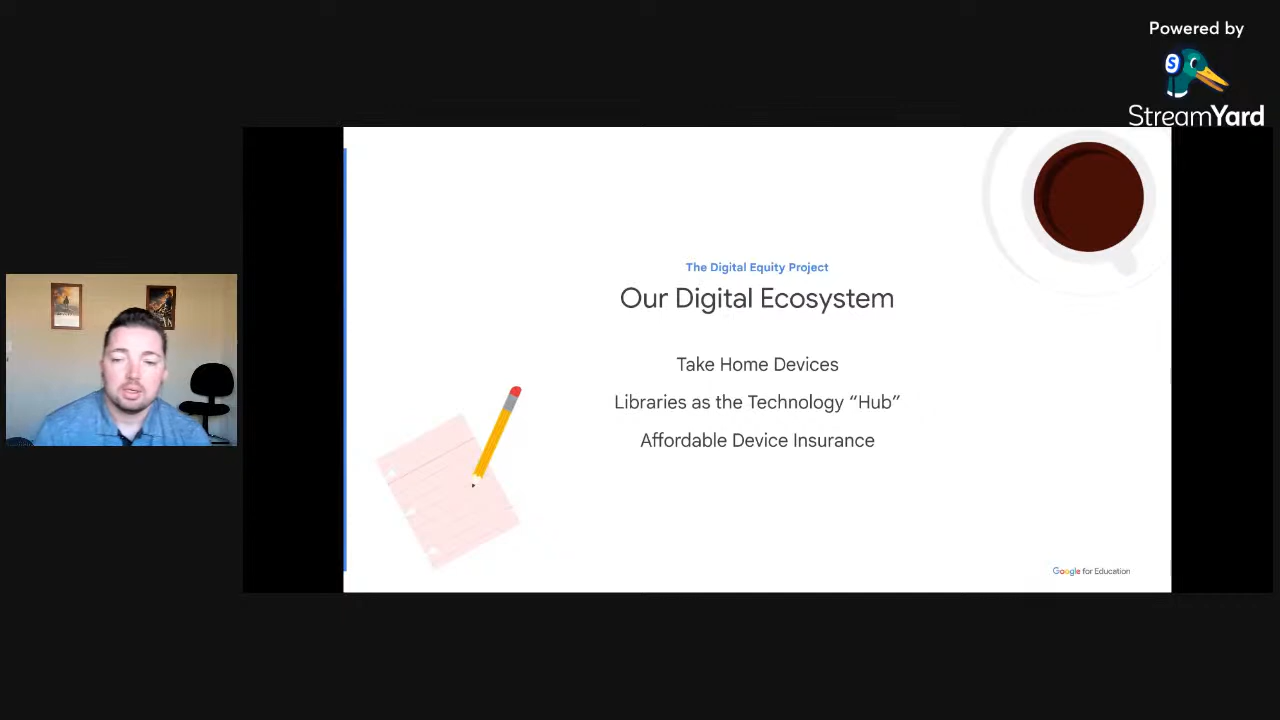 Powered by
S
StreamYard
The Digital Equity Project
Our Digital Ecosystem
Take Home Devices
Libraries as the Technology “Hub”
Affordable Device Insurance
Google for Education